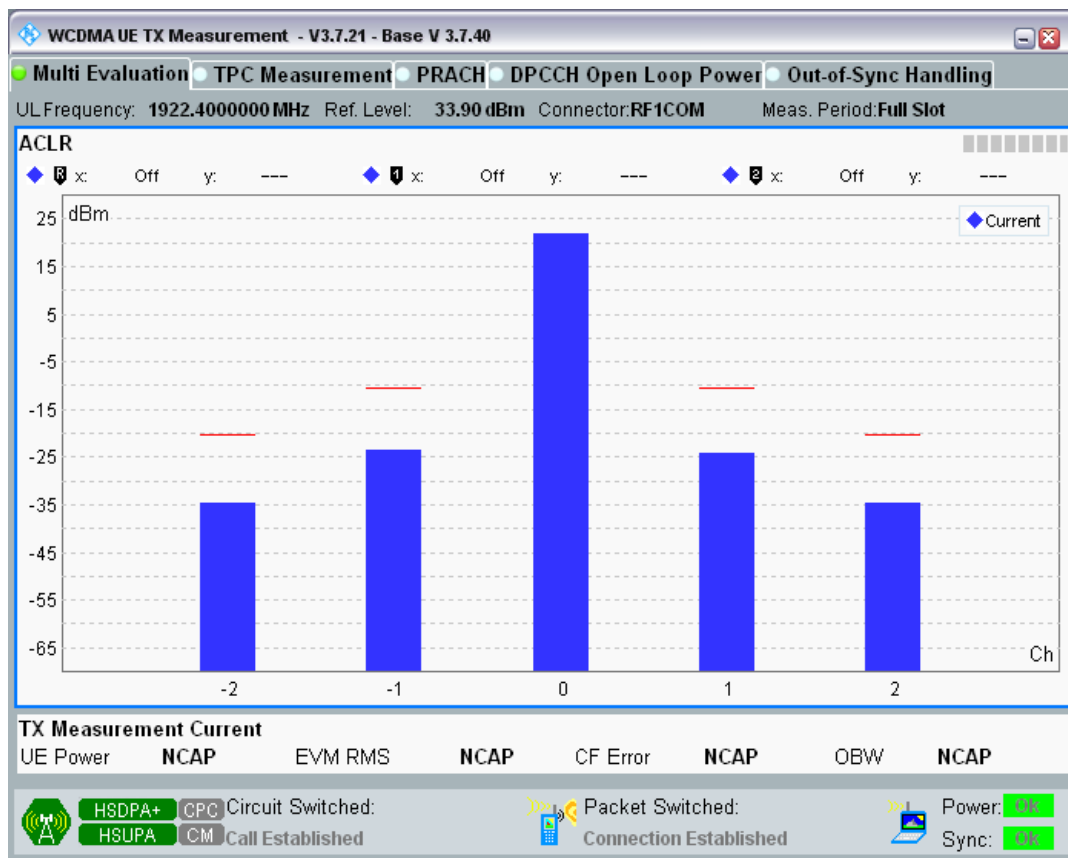 WCDMA UE TX Measurement - V3.7.21 - Base V 3.7.40
Multi Evaluation TPC Measurement PRACH DPCCH Open Loop Power Out-of-Sync Handling
UL Frequency: 1922.4000000 MHz Ref. Level: 33.90 dBm Connector:RF1COM Meas. Period:Full Slot
ACLR
R x: Off y: --- 1 x: Off y: --- 2 x: Off y: ---
dBm
Current
25
15
5
-5
-15
-25
-35
-45
-55
-65
Ch
-2 -1 0 1 2
TX Measurement Current
UE Power NCAP EVM RMS NCAP CF Error NCAP OBW NCAP
HSDPA+ CPC Circuit Switched: Packet Switched: Power: OK
HSUPA CM Call Established Connection Established Sync: OK